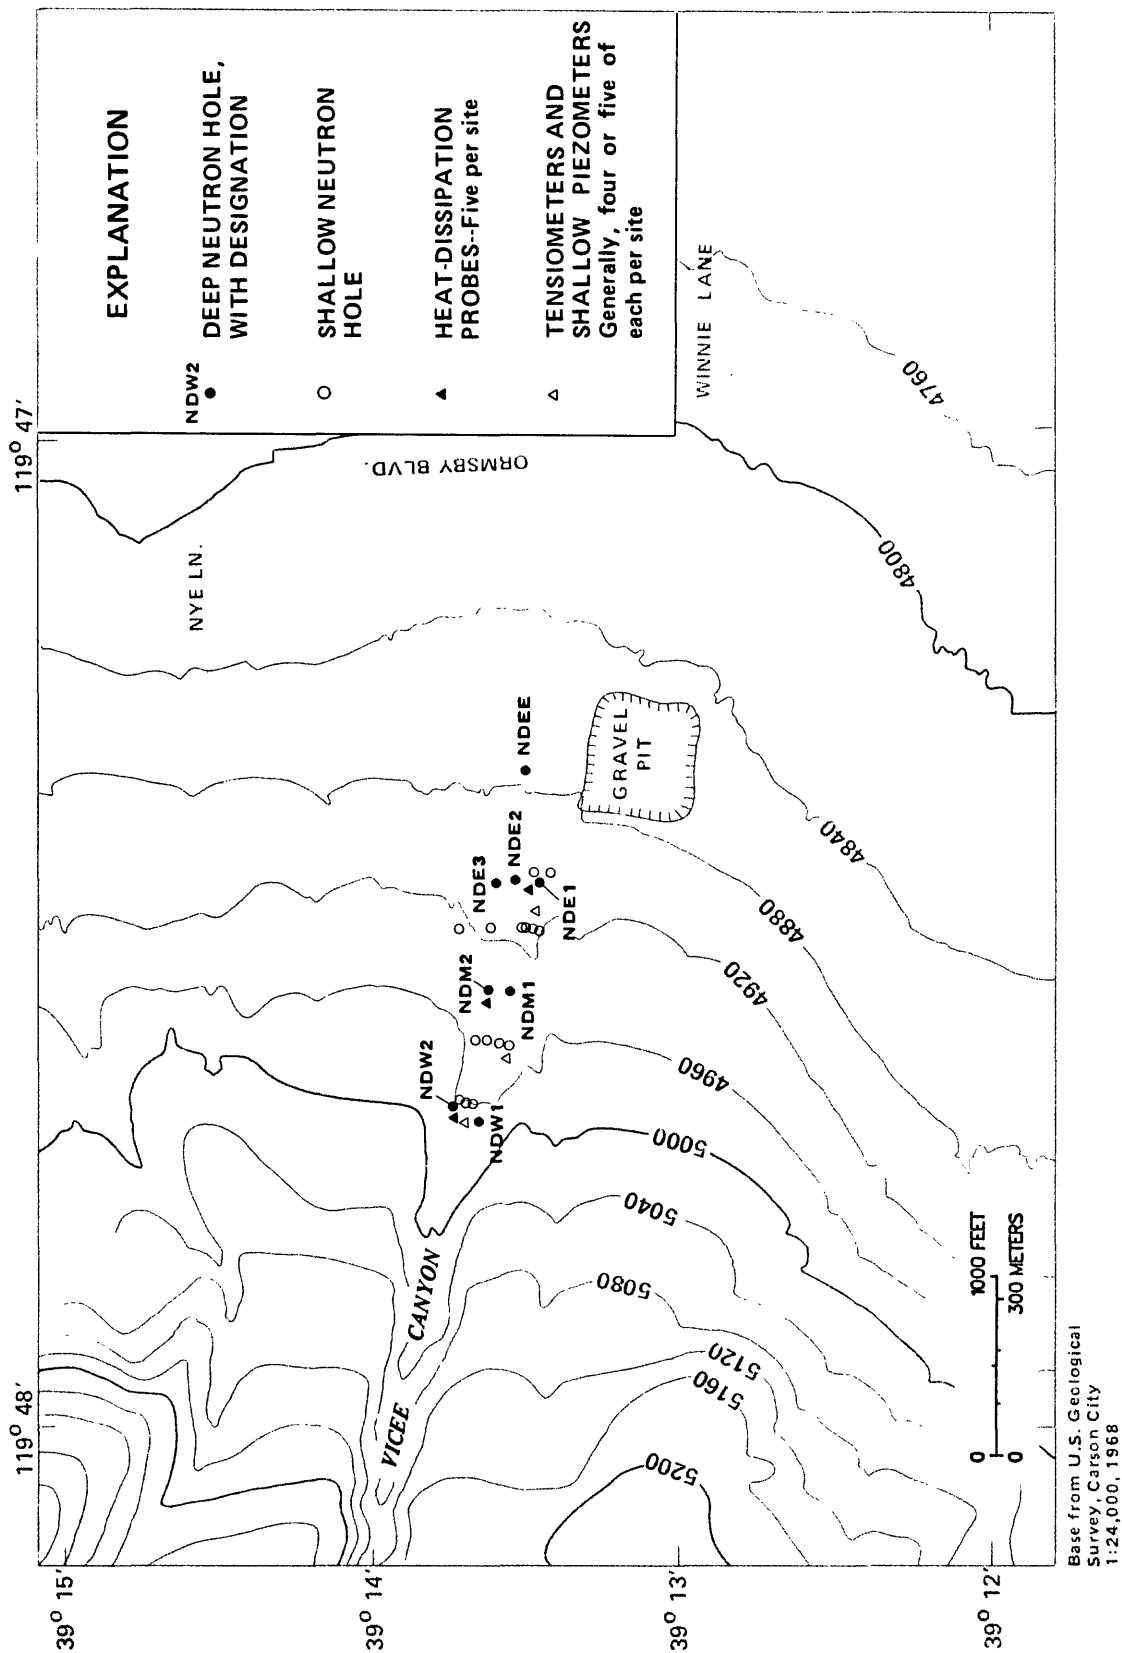 39° 15'
39° 14'
39° 13'
39° 12'
119° 48'
119° 47'
EXPLANATION
NDW2
DEEP NEUTRON HOLE,
WITH DESIGNATION
SHALLOW NEUTRON
HOLE
HEAT-DISSIPATION
PROBES--Five per site
TENSIOMETERS AND
SHALLOW PIEZOMETERS
Generally, four or five of
each per site
NYE LN.
ORMSBY BLVD.
WINNIE LANE
VICEE CANYON
NDW2
NDW1
NDM2
NDM1
NDE3
NDE2
NDE1
NDEE
GRAVEL
PIT
5200
5160
5120
5080
5040
5000
4960
4920
4880
4840
4800
4760
0 1000 FEET
0 300 METERS
Base from U.S. Geological
Survey, Carson City
1:24,000, 1968